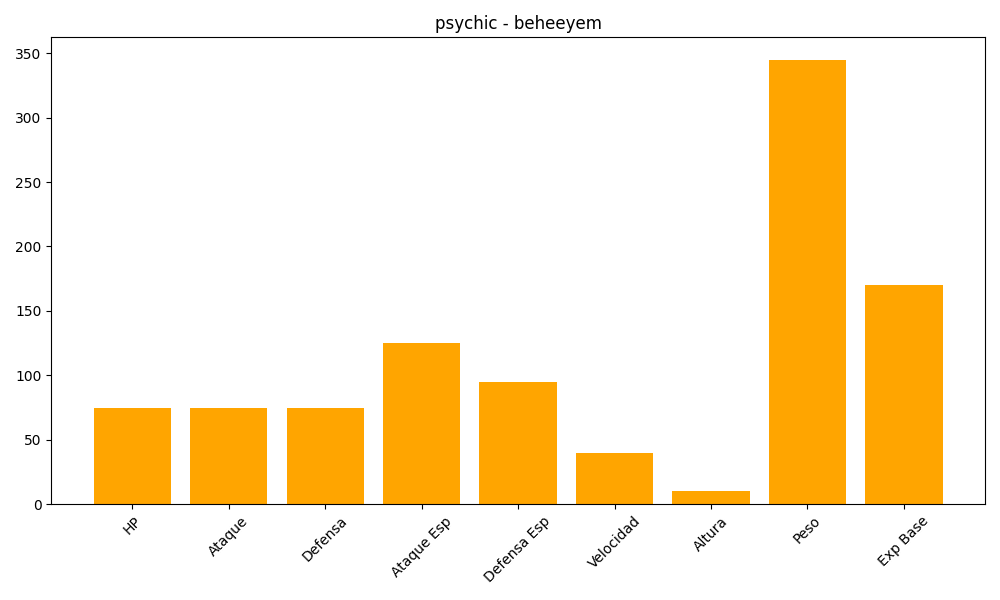 psychic - beheeyem
350
300
250
200
150
100
50
0
HP
Ataque
Defensa
Ataque Esp
Defensa Esp
Velocidad
Altura
Peso
Exp Base